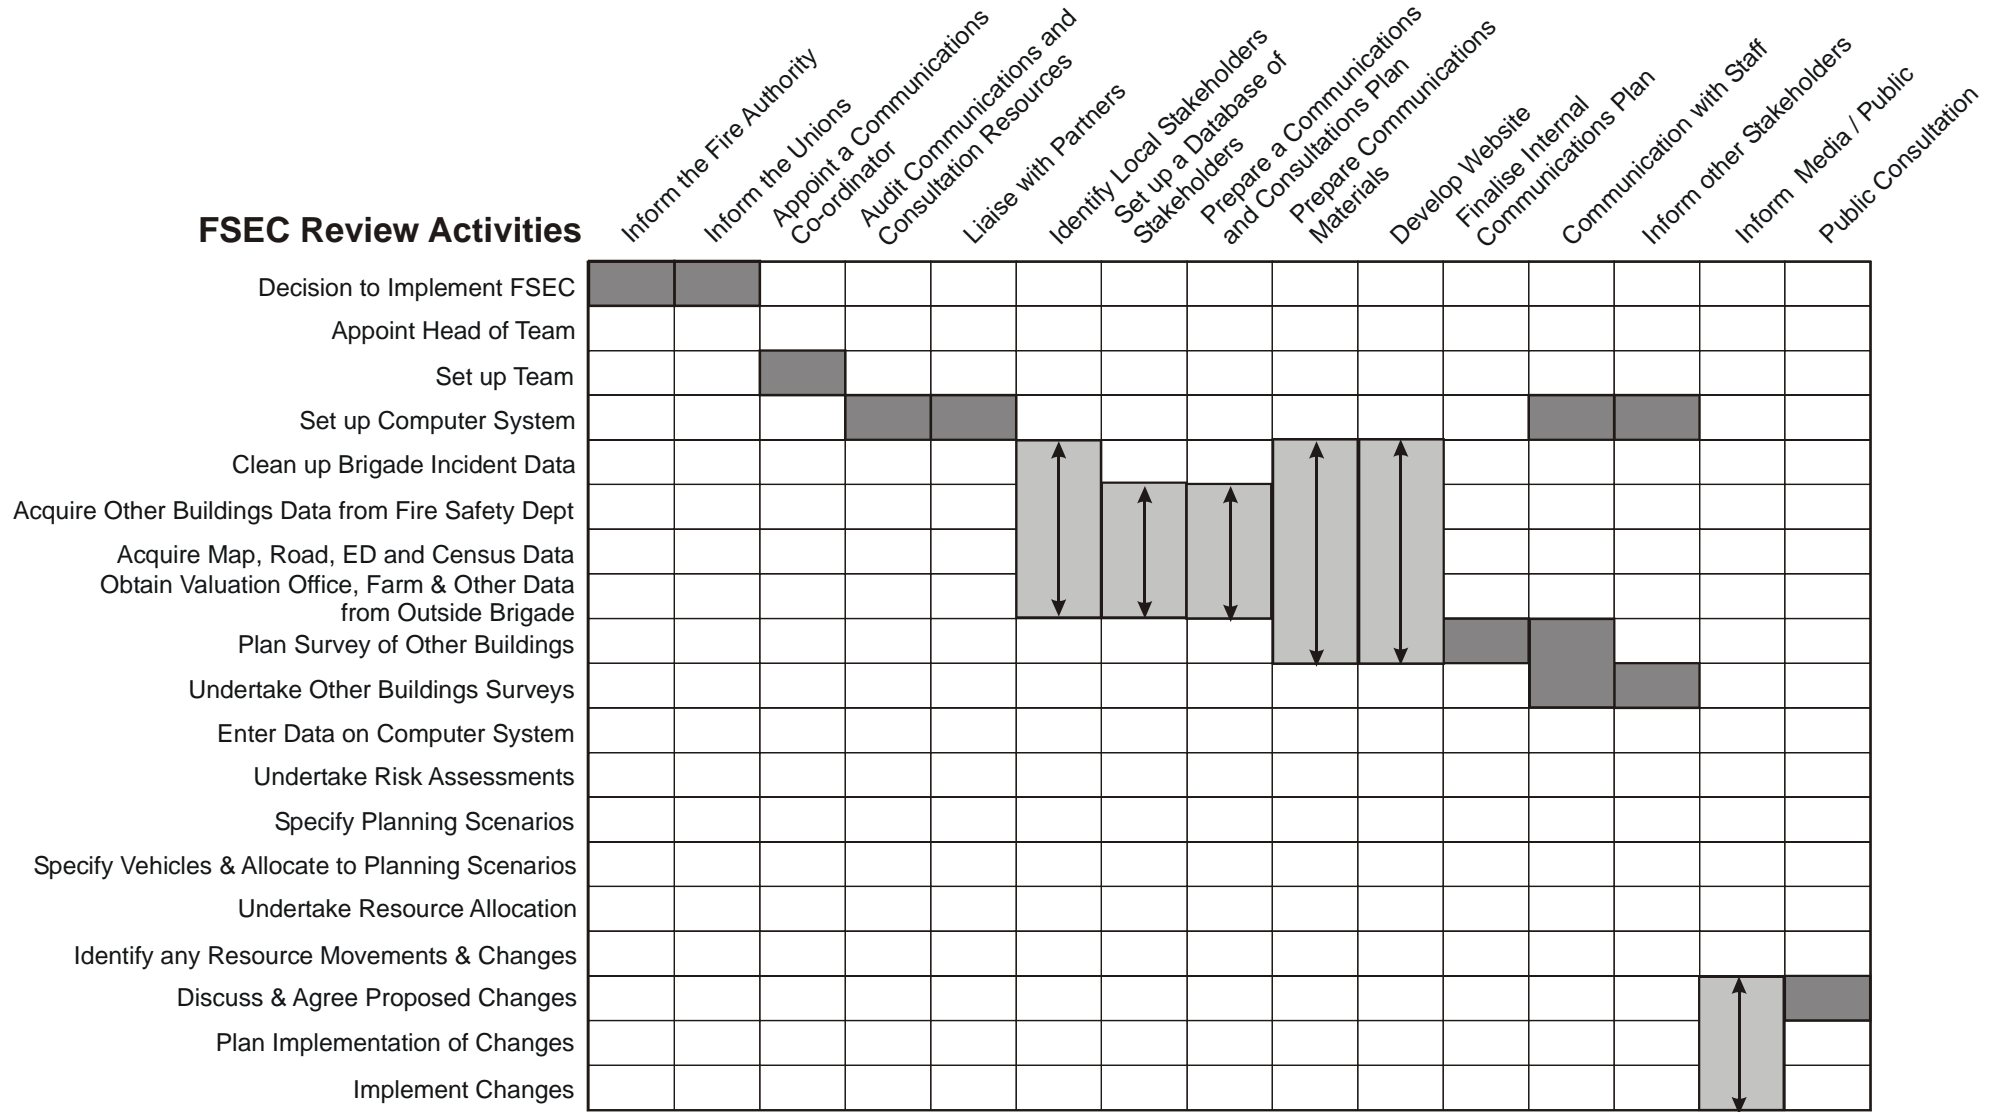 Inform the Fire Authority
Inform the Unions
Appoint a Communications
Co-ordinator
Audit Communications and
Consultation Resources
Liaise with Partners
Identify Local Stakeholders
Set up a Database of
Stakeholders
Prepare a Communications
and Consultations Plan
Prepare Communications
Materials
Develop Website
Finalise Internal
Communications Plan
Communication with Staff
Inform other Stakeholders
Inform Media / Public
Public Consultation
FSEC Review Activities
Decision to Implement FSEC
Appoint Head of Team
Set up Team
Set up Computer System
Clean up Brigade Incident Data
Acquire Other Buildings Data from Fire Safety Dept
Acquire Map, Road, ED and Census Data
Obtain Valuation Office, Farm & Other Data
from Outside Brigade
Plan Survey of Other Buildings
Undertake Other Buildings Surveys
Enter Data on Computer System
Undertake Risk Assessments
Specify Planning Scenarios
Specify Vehicles & Allocate to Planning Scenarios
Undertake Resource Allocation
Identify any Resource Movements & Changes
Discuss & Agree Proposed Changes
Plan Implementation of Changes
Implement Changes